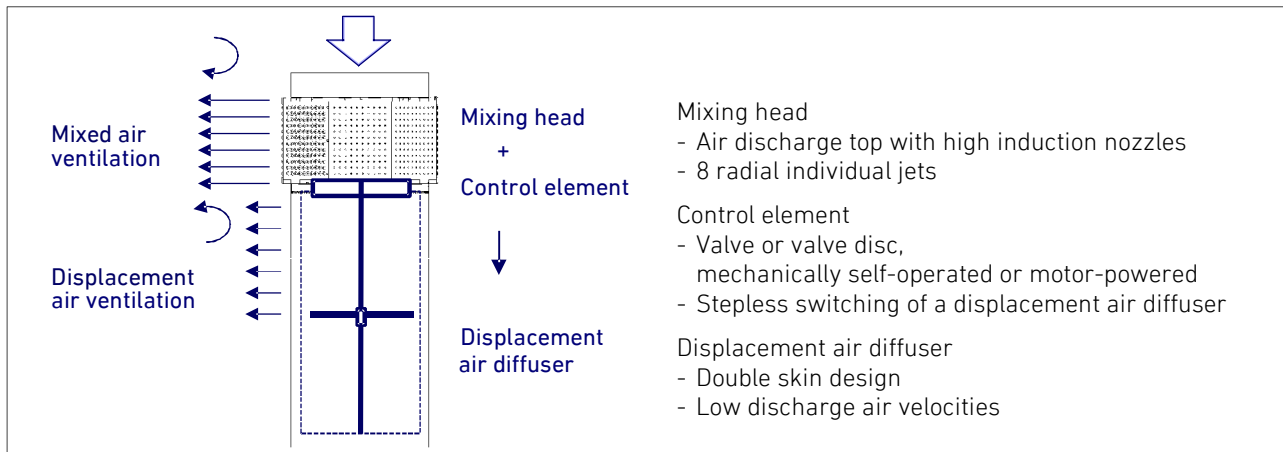 Mixed air
ventilation
Displacement
air ventilation
Mixing head
+
Control element
Displacement
air diffuser
Mixing head
- Air discharge top with high induction nozzles
- 8 radial individual jets
Control element
- Valve or valve disc,
mechanically self-operated or motor-powered
- Stepless switching of a displacement air diffuser
Displacement air diffuser
- Double skin design
- Low discharge air velocities